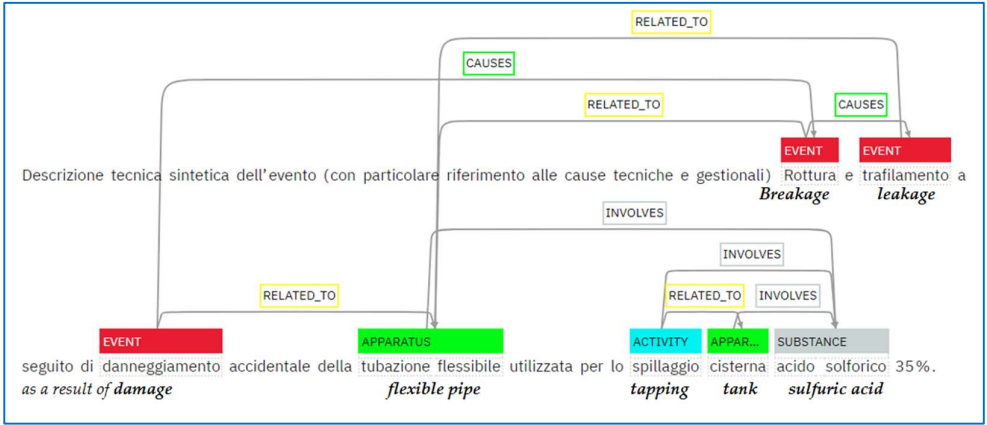 RELATED_TO
CAUSES
RELATED_TO CAUSES
EVENT EVENT
Descrizione tecnica sintetica dell'evento (con particolare riferimento alle cause tecniche e gestionali) Rottura e trafilamento a
Breakage leakage
INVOLVES
INVOLVES
RELATED_TO RELATED_TO INVOLVES
EVENT APPARATUS ACTIVITY APPAR... SUBSTANCE
seguito di danneggiamento accidentale della tubazione flessibile utilizzata per lo spillaggio cisterna acido solforico 35%.
as a result of damage flexible pipe tapping tank sulfuric acid